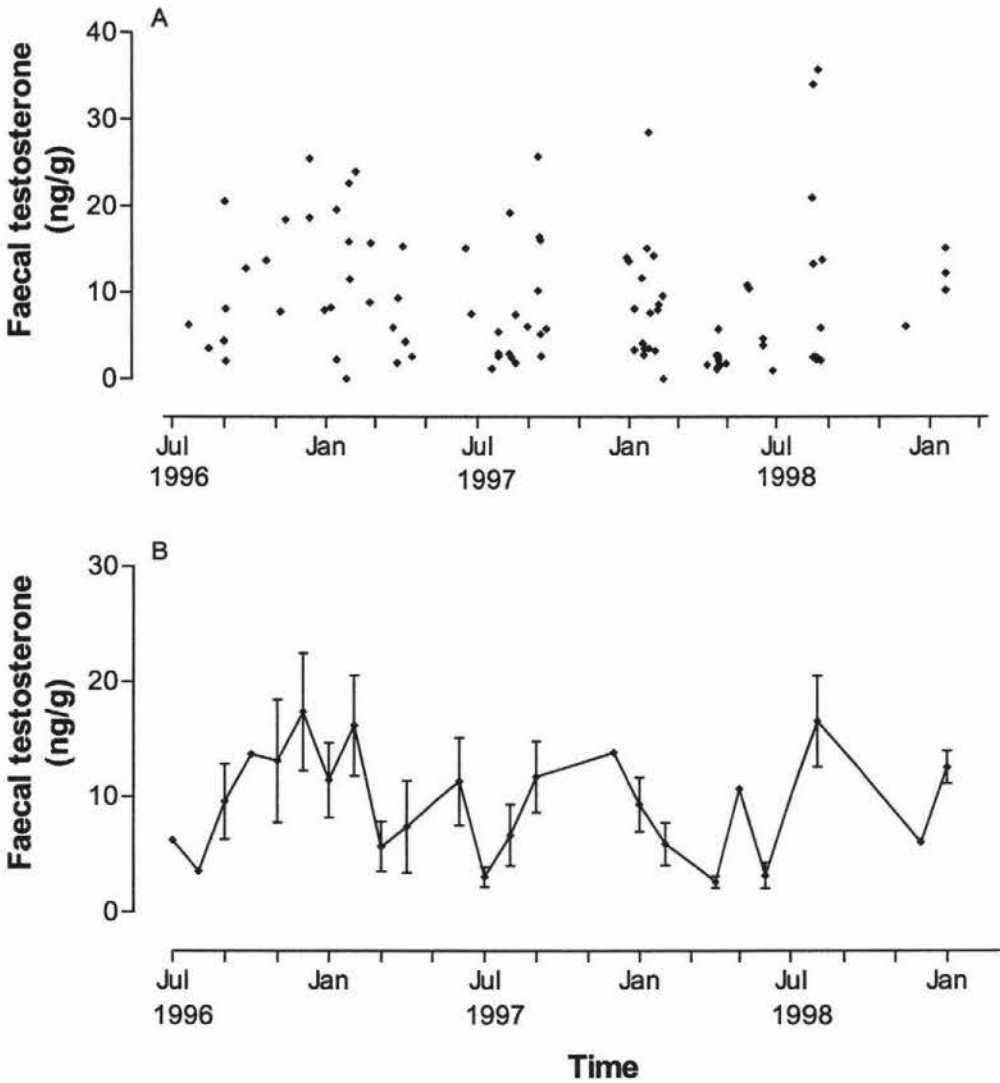 A
Faecal testosterone
(ng/g)
40
30
20
10
0
Jul Jan Jul Jan Jul Jan
1996 1997 1998
B
Faecal testosterone
(ng/g)
30
20
10
0
Jul Jan Jul Jan Jul Jan
1996 1997 1998
Time